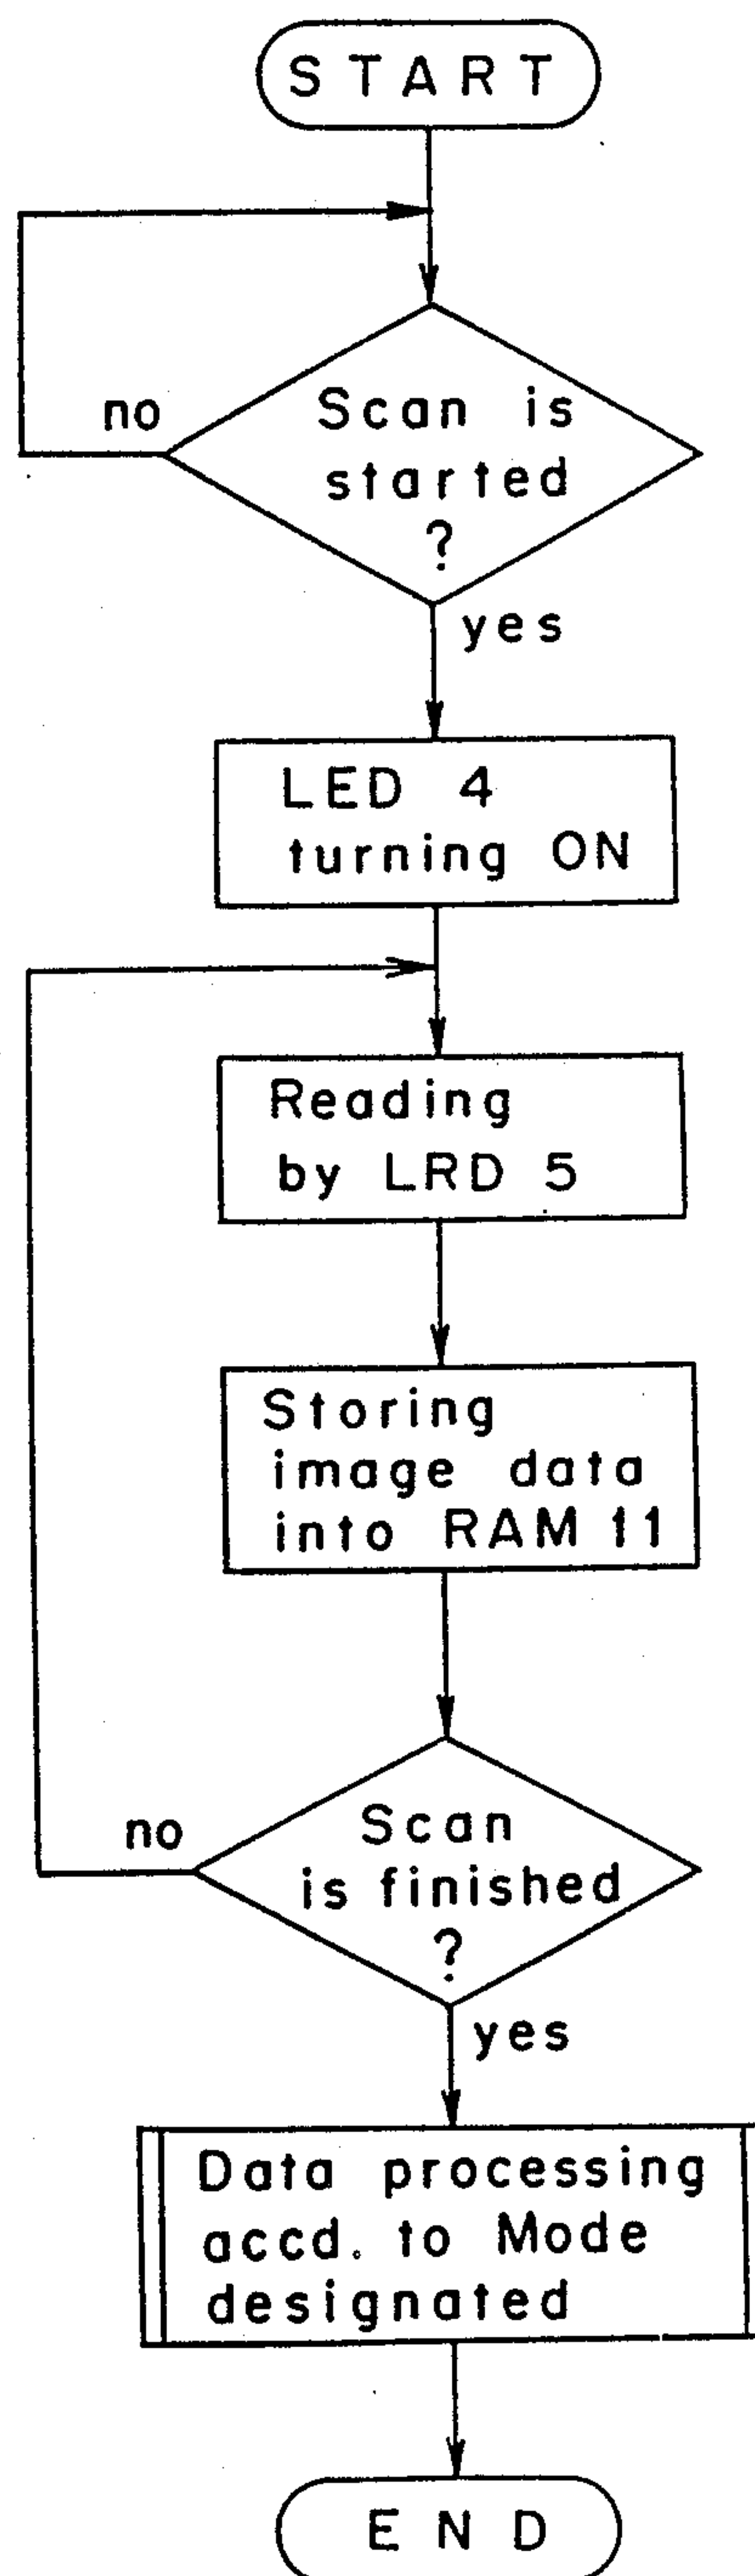 START
no
Scan is
started
?
yes
LED 4
turning ON
Reading
by LRD 5
Storing
image data
into RAM 11
no
Scan
is finished
?
yes
Data processing
accd. to Mode
designated
END